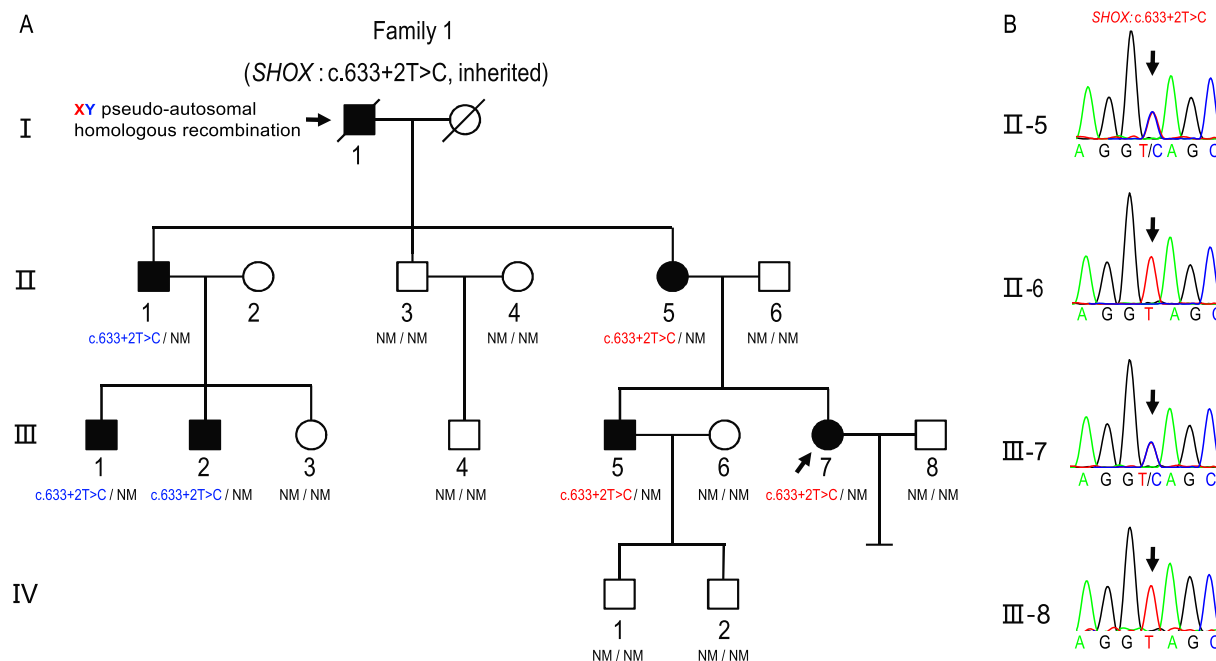 A
Family 1
(SHOX : c.633+2T>C, inherited)
XY pseudo-autosomal
homologous recombination
I
1
II
1
2
3
4
5
6
c.633+2T>C / NM
NM / NM
NM / NM
c.633+2T>C / NM
NM / NM
III
1
2
3
4
5
6
7
8
c.633+2T>C / NM
c.633+2T>C / NM
NM / NM
NM / NM
c.633+2T>C / NM
NM / NM
c.633+2T>C / NM
NM / NM
IV
1
2
NM / NM
NM / NM
B
SHOX: c.633+2T>C
II-5
A G G T/C A G C
II-6
A G G T A G C
III-7
A G G T/C A G C
III-8
A G G T A G C